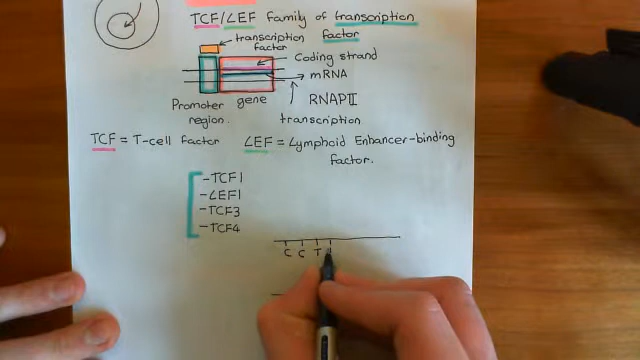 TCF/LEF family of transcription
factor
transcription
factor
Coding strand
mRNA
Promoter gene RNAPII
region. transcription
TCF = T-cell factor LEF = Lymphoid Enhancer-binding
factor.
-TCF1
-LEF1
-TCF3
-TCF4
C C T